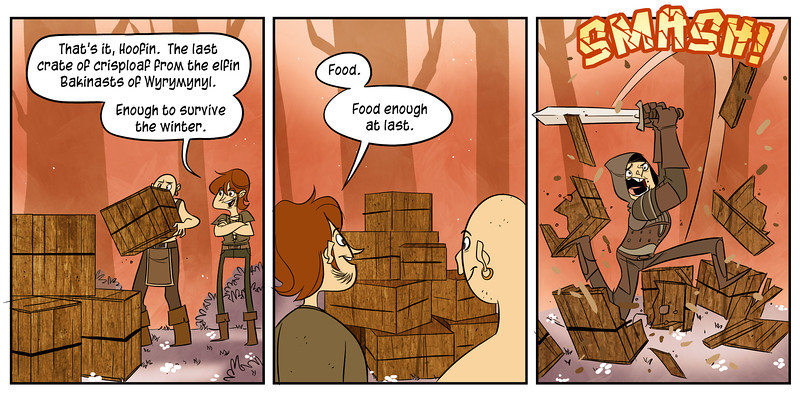 That's it, Hoofin. The last
crate of crisploaf from the elfin
Bakinasts of Wyrymynyl.
Enough to survive
the winter.
Food.
Food enough
at last.
SMASH!